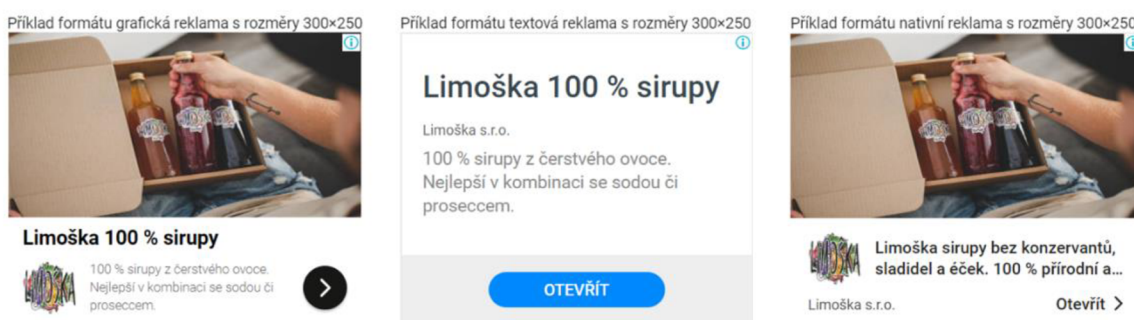 Příklad formátu grafická reklama s rozměry 300×250
Limoška 100 % sirupy
LIMOŠKA
100 % sirupy z čerstvého ovoce.
Nejlepší v kombinaci se sodou či
proseccem.
Příklad formátu textová reklama s rozměry 300×250
Limoška 100 % sirupy
Limoška s.r.o.
100 % sirupy z čerstvého ovoce.
Nejlepší v kombinaci se sodou či
proseccem.
OTEVŘÍT
Příklad formátu nativní reklama s rozměry 300×250
LIMOŠKA
Limoška sirupy bez konzervantů,
sladidel a éček. 100 % přírodní a...
Limoška s.r.o.
Otevřít